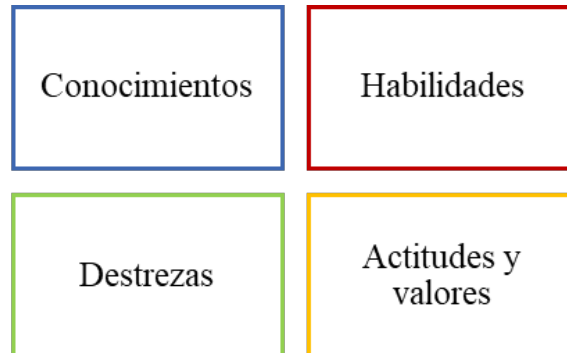 Conocimientos
Habilidades
Destrezas
Actitudes y
valores